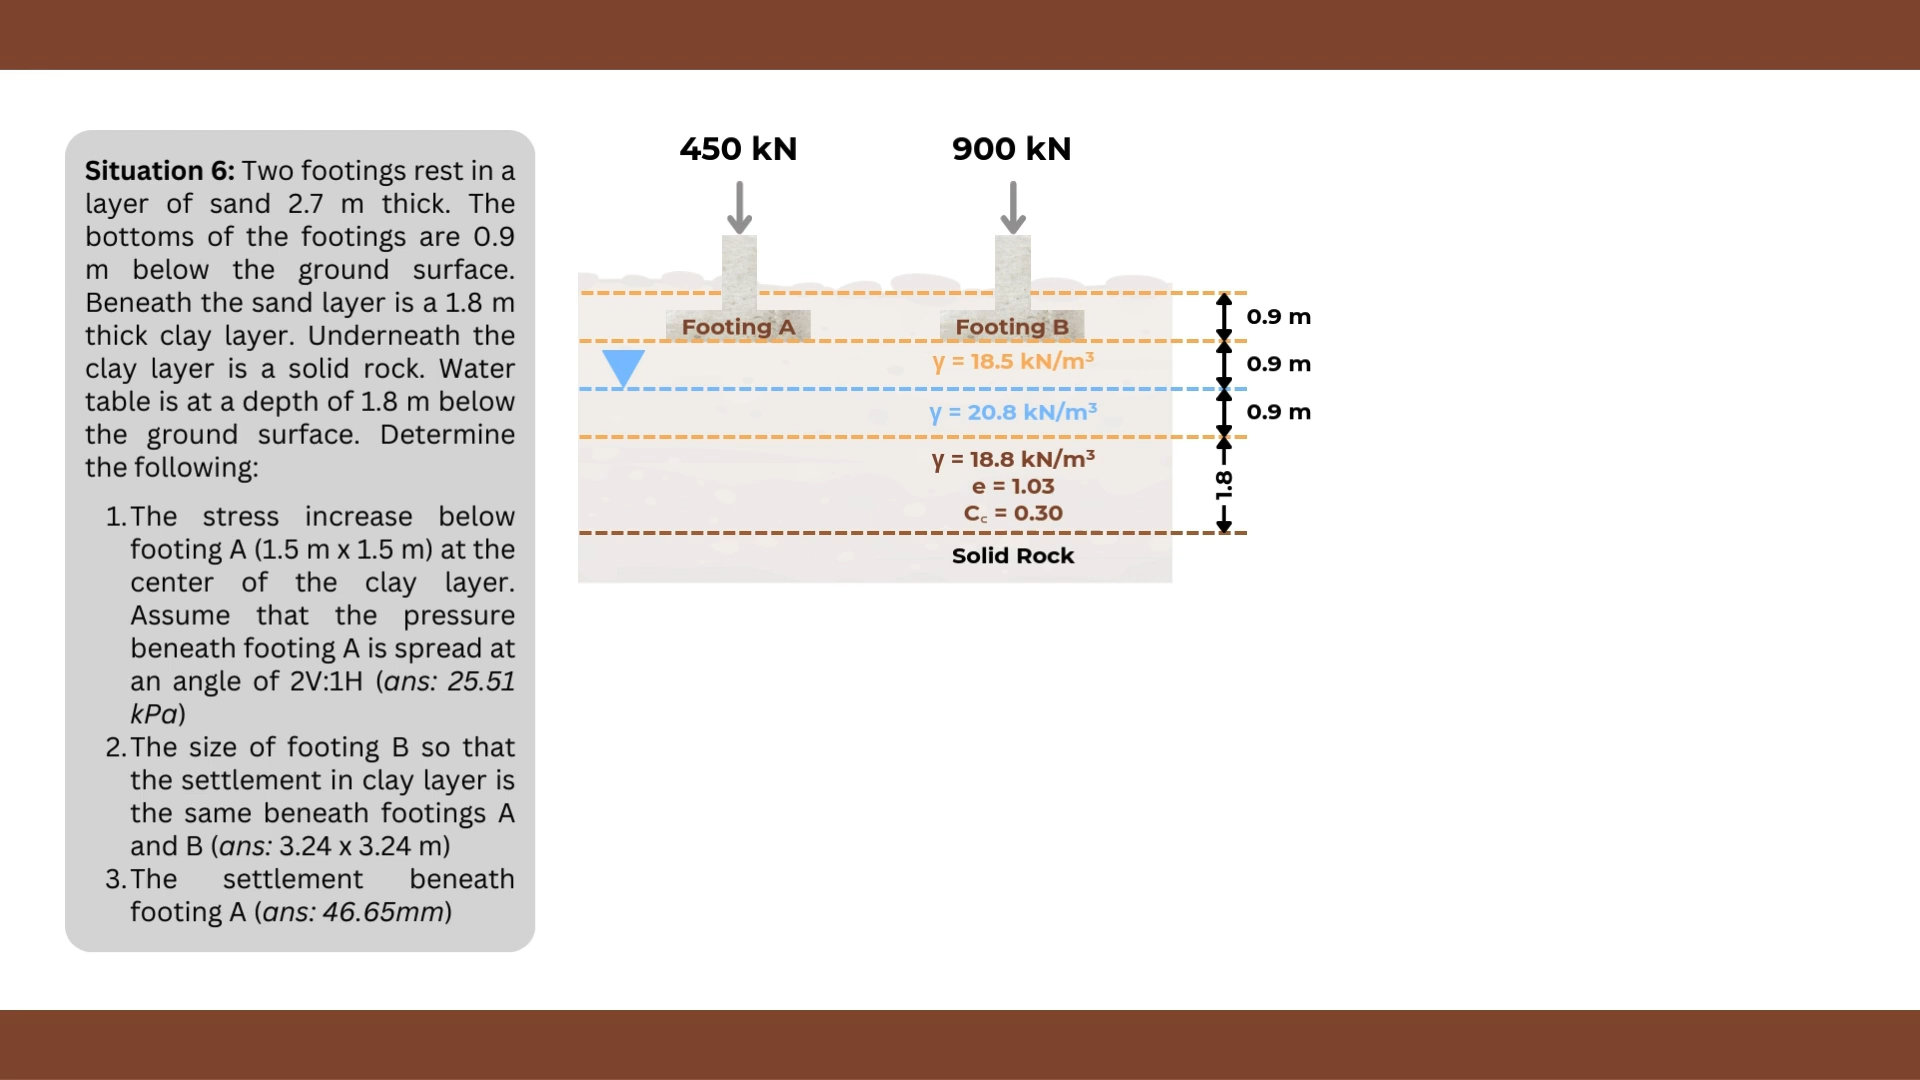 Situation 6: Two footings rest in a
layer of sand 2.7 m thick. The
bottoms of the footings are 0.9
m below the ground surface.
Beneath the sand layer is a 1.8 m
thick clay layer. Underneath the
clay layer is a solid rock. Water
table is at a depth of 1.8 m below
the ground surface. Determine
the following:
1. The stress increase below
footing A (1.5 m x 1.5 m) at the
center of the clay layer.
Assume that the pressure
beneath footing A is spread at
an angle of 2V:1H (ans: 25.51
kPa)
2. The size of footing B so that
the settlement in clay layer is
the same beneath footings A
and B (ans: 3.24 x 3.24 m)
3. The settlement beneath
footing A (ans: 46.65mm)
450 kN
900 kN
Footing A
Footing B
γ = 18.5 kN/m³
γ = 20.8 kN/m³
γ = 18.8 kN/m³
e = 1.03
C꜀ = 0.30
Solid Rock
0.9 m
0.9 m
0.9 m
1.8